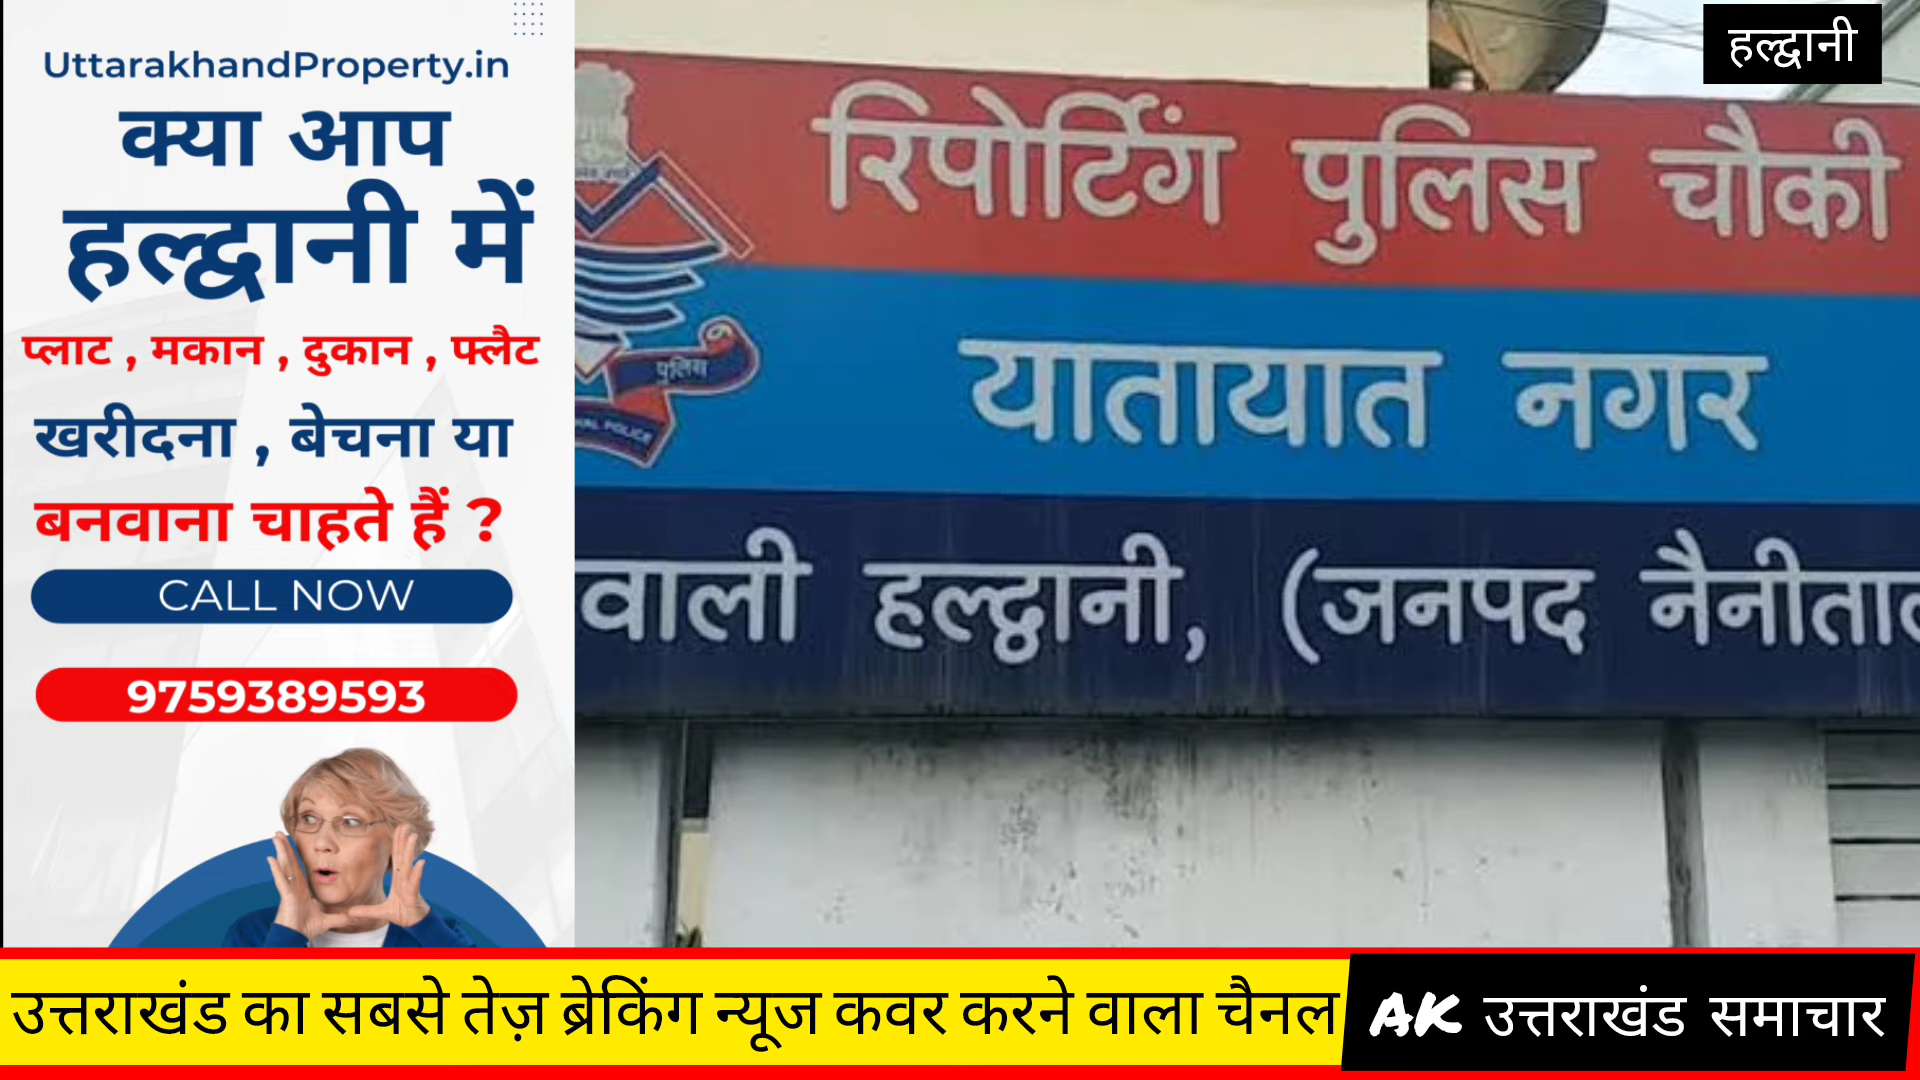 UttarakhandProperty.in
क्या आप
हल्द्वानी में
प्लाट , मकान , दुकान , फ्लैट
खरीदना , बेचना या
बनवाना चाहते हैं ?
CALL NOW
9759389593
हल्द्वानी
रिपोर्टिंग पुलिस चौकी
यातायात नगर
वाली हल्द्वानी, (जनपद नैनीताल
पुलिस
POLICE
उत्तराखंड का सबसे तेज़ ब्रेकिंग न्यूज कवर करने वाला चैनल
AK उत्तराखंड समाचार